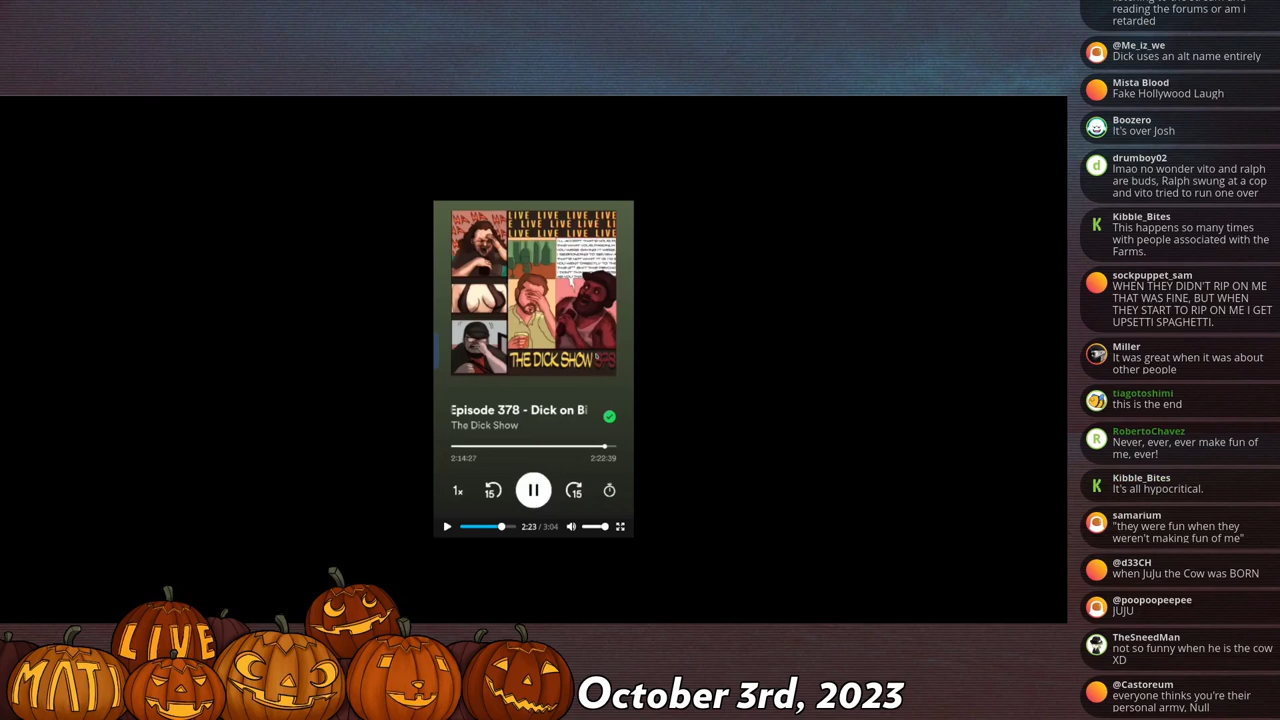 HA HA HA
LIVE LIVE LIVE LIVE
E LIVE LIVE LIVE
LIVE LIVE LIVE LIVE
THE DICK SHOW 378
Episode 378 - Dick on Bi
The Dick Show
2:14:27
2:22:39
1x
15
15
2:23 / 3:04
LIVE
MATI
October 3rd, 2023
reading the forums or am i
retarded
@Me_iz_we
Dick uses an alt name entirely
Mista Blood
Fake Hollywood Laugh
Boozero
It's over Josh
d
drumboy02
lmao no wonder vito and ralph
are buds, Ralph swung at a cop
and vito tried to run one over
K
Kibble_Bites
This happens so many times
with people associated with the
Farms.
sockpuppet_sam
WHEN THEY DIDN'T RIP ON ME
THAT WAS FINE, BUT WHEN
THEY START TO RIP ON ME I GET
UPSETTI SPAGHETTI.
Miller
It was great when it was about
other people
tiagotoshimi
this is the end
R
RobertoChavez
Never, ever, ever make fun of
me, ever!
K
Kibble_Bites
It's all hypocritical.
samarium
"they were fun when they
weren't making fun of me"
@d33CH
when JuJu the Cow was BORN
@poopoopeepee
JUJU
TheSneedMan
not so funny when he is the cow
XD
@Castoreum
everyone thinks you're their
personal army, Null